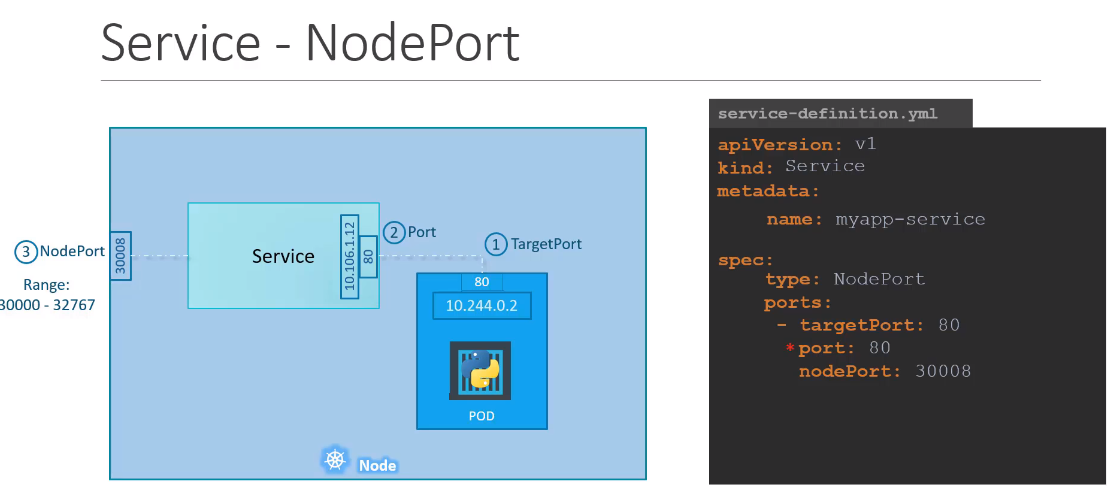 Service - NodePort
3 NodePort
Range:
30000 - 32767
30008
Service
10.106.1.12
80
2 Port
1 TargetPort
80
10.244.0.2
POD
Node
service-definition.yml
apiVersion: v1
kind: Service
metadata:
name: myapp-service
spec:
type: NodePort
ports:
- targetPort: 80
*port: 80
nodePort: 30008